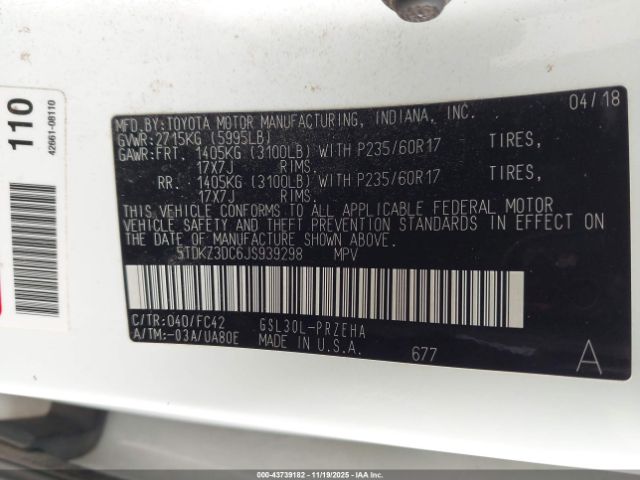 110
42661-08110
04/18
MFD.BY:TOYOTA MOTOR MANUFACTURING, INDIANA, INC.
GVWR:2715KG (5995LB)
GAWR:FRT. 1405KG (3100LB) WITH P235/60R17 TIRES,
17X7J RIMS.
RR. 1405KG (3100LB) WITH P235/60R17 TIRES,
17X7J RIMS.
THIS VEHICLE CONFORMS TO ALL APPLICABLE FEDERAL MOTOR
VEHICLE SAFETY AND THEFT PREVENTION STANDARDS IN EFFECT ON
THE DATE OF MANUFACTURE SHOWN ABOVE.
5TDKZ3DC6JS939298 MPV
C/TR:040/FC42 GSL30L-PRZEHA
A/TM:-03A/UA80E MADE IN U.S.A.
677 A
000-43739182 | 11/19/2025 - IAAI.com